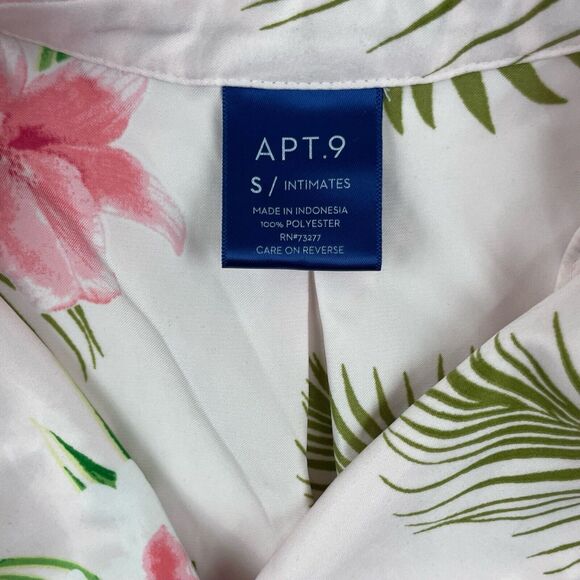 APT.9
S / INTIMATES
MADE IN INDONESIA
100% POLYESTER
RN#73277
CARE ON REVERSE